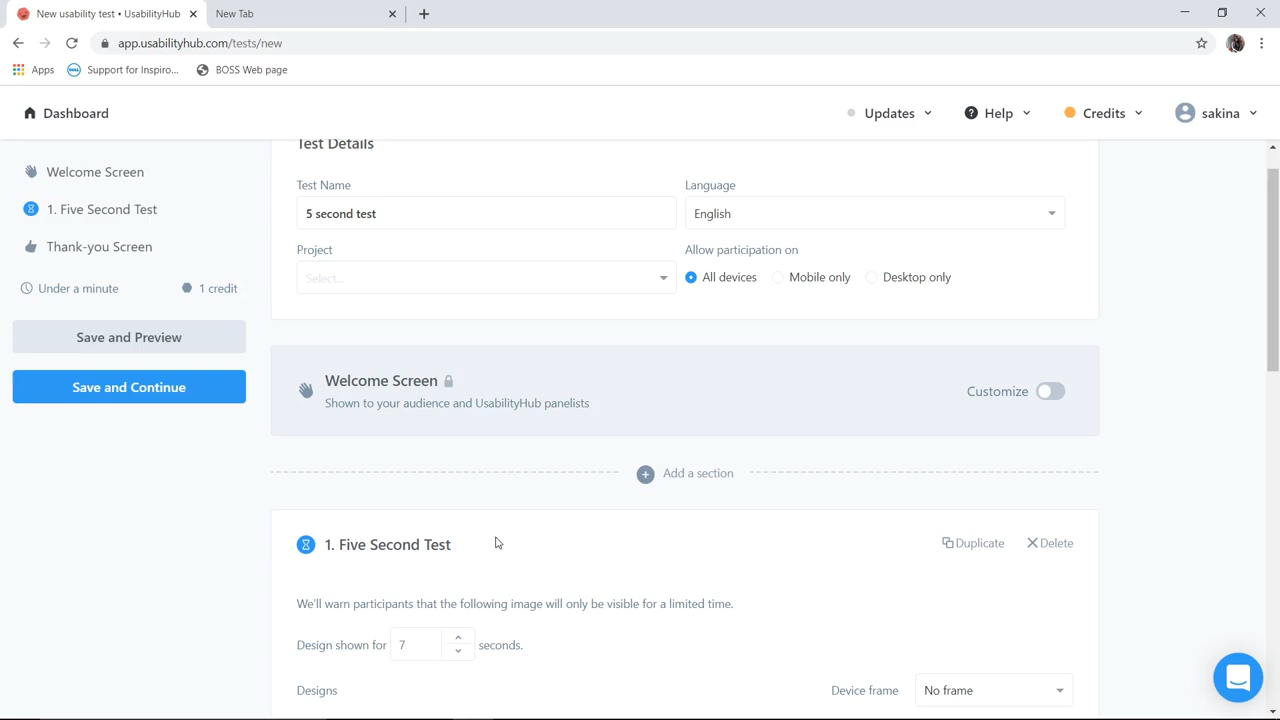 New usability test • UsabilityHub
New Tab
app.usabilityhub.com/tests/new
Apps
DELL
Support for Inspiro...
BOSS Web page
Dashboard
Updates
Help
Credits
sakina
Welcome Screen
1. Five Second Test
Thank-you Screen
Under a minute
1 credit
Save and Preview
Save and Continue
Test Details
Test Name
Language
5 second test
English
Project
Allow participation on
Select...
All devices
Mobile only
Desktop only
Welcome Screen
Shown to your audience and UsabilityHub panelists
Customize
Add a section
1. Five Second Test
Duplicate
Delete
We'll warn participants that the following image will only be visible for a limited time.
Design shown for 7 seconds.
Designs
Device frame
No frame